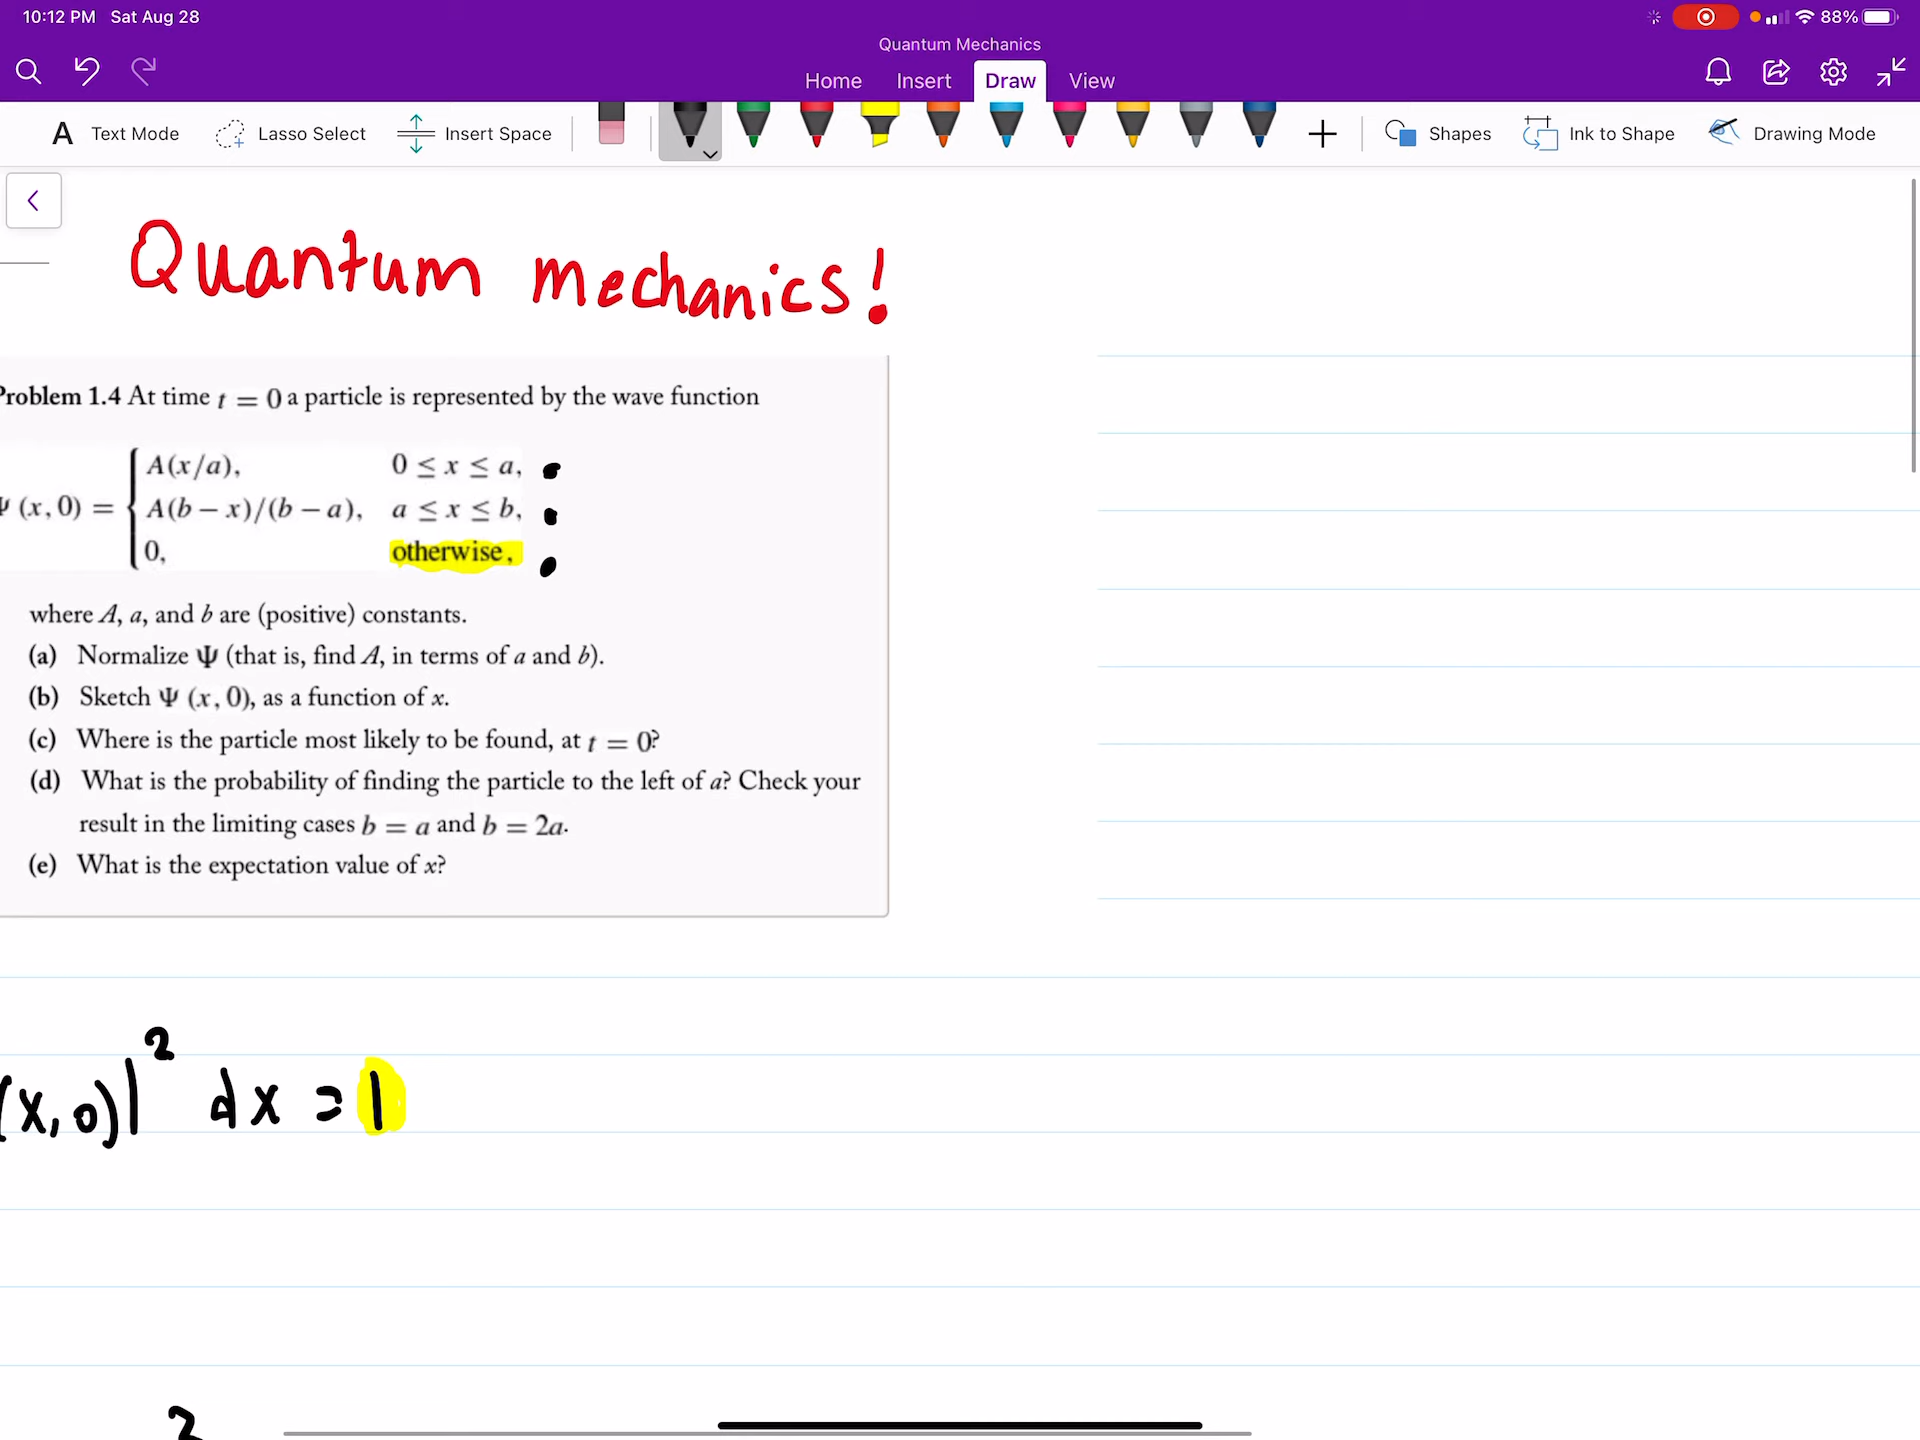 10:12 PM Sat Aug 28
88%
Quantum Mechanics
Home Insert Draw View
A Text Mode Lasso Select Insert Space Shapes Ink to Shape Drawing Mode
Quantum mechanics!
Problem 1.4 At time t = 0 a particle is represented by the wave function
Ψ (x, 0) = { A(x/a), 0 ≤ x ≤ a,
A(b − x)/(b − a), a ≤ x ≤ b,
0, otherwise,
where A, a, and b are (positive) constants.
(a) Normalize Ψ (that is, find A, in terms of a and b).
(b) Sketch Ψ (x, 0), as a function of x.
(c) Where is the particle most likely to be found, at t = 0?
(d) What is the probability of finding the particle to the left of a? Check your
result in the limiting cases b = a and b = 2a.
(e) What is the expectation value of x?
(x,0)|² dx = 1